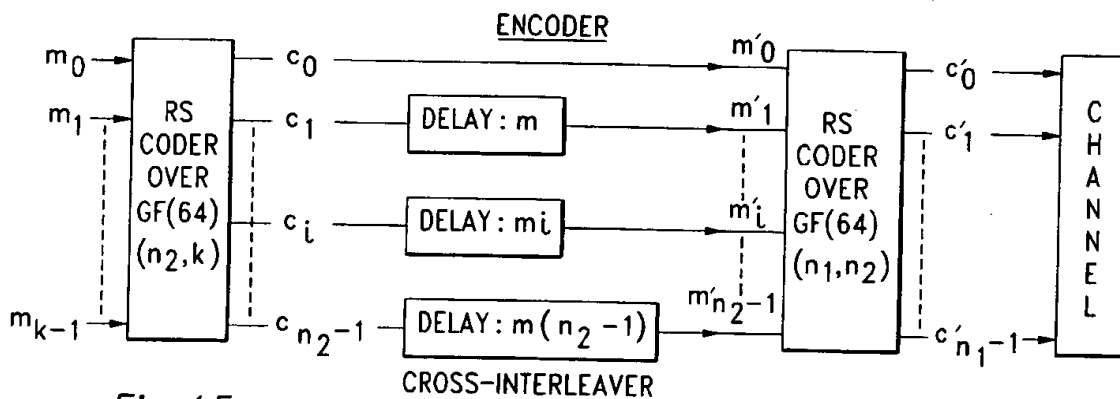 ENCODER
m0 c0 m'0 c'0
m1 c1 DELAY: m m'1 c'1
RS CODER OVER GF(64) (n2,k)
ci DELAY: mi m'i
RS CODER OVER GF(64) (n1,n2)
CHANNEL
mk-1 cn2-1 DELAY: m(n2-1) m'n2-1 c'n1-1
CROSS-INTERLEAVER